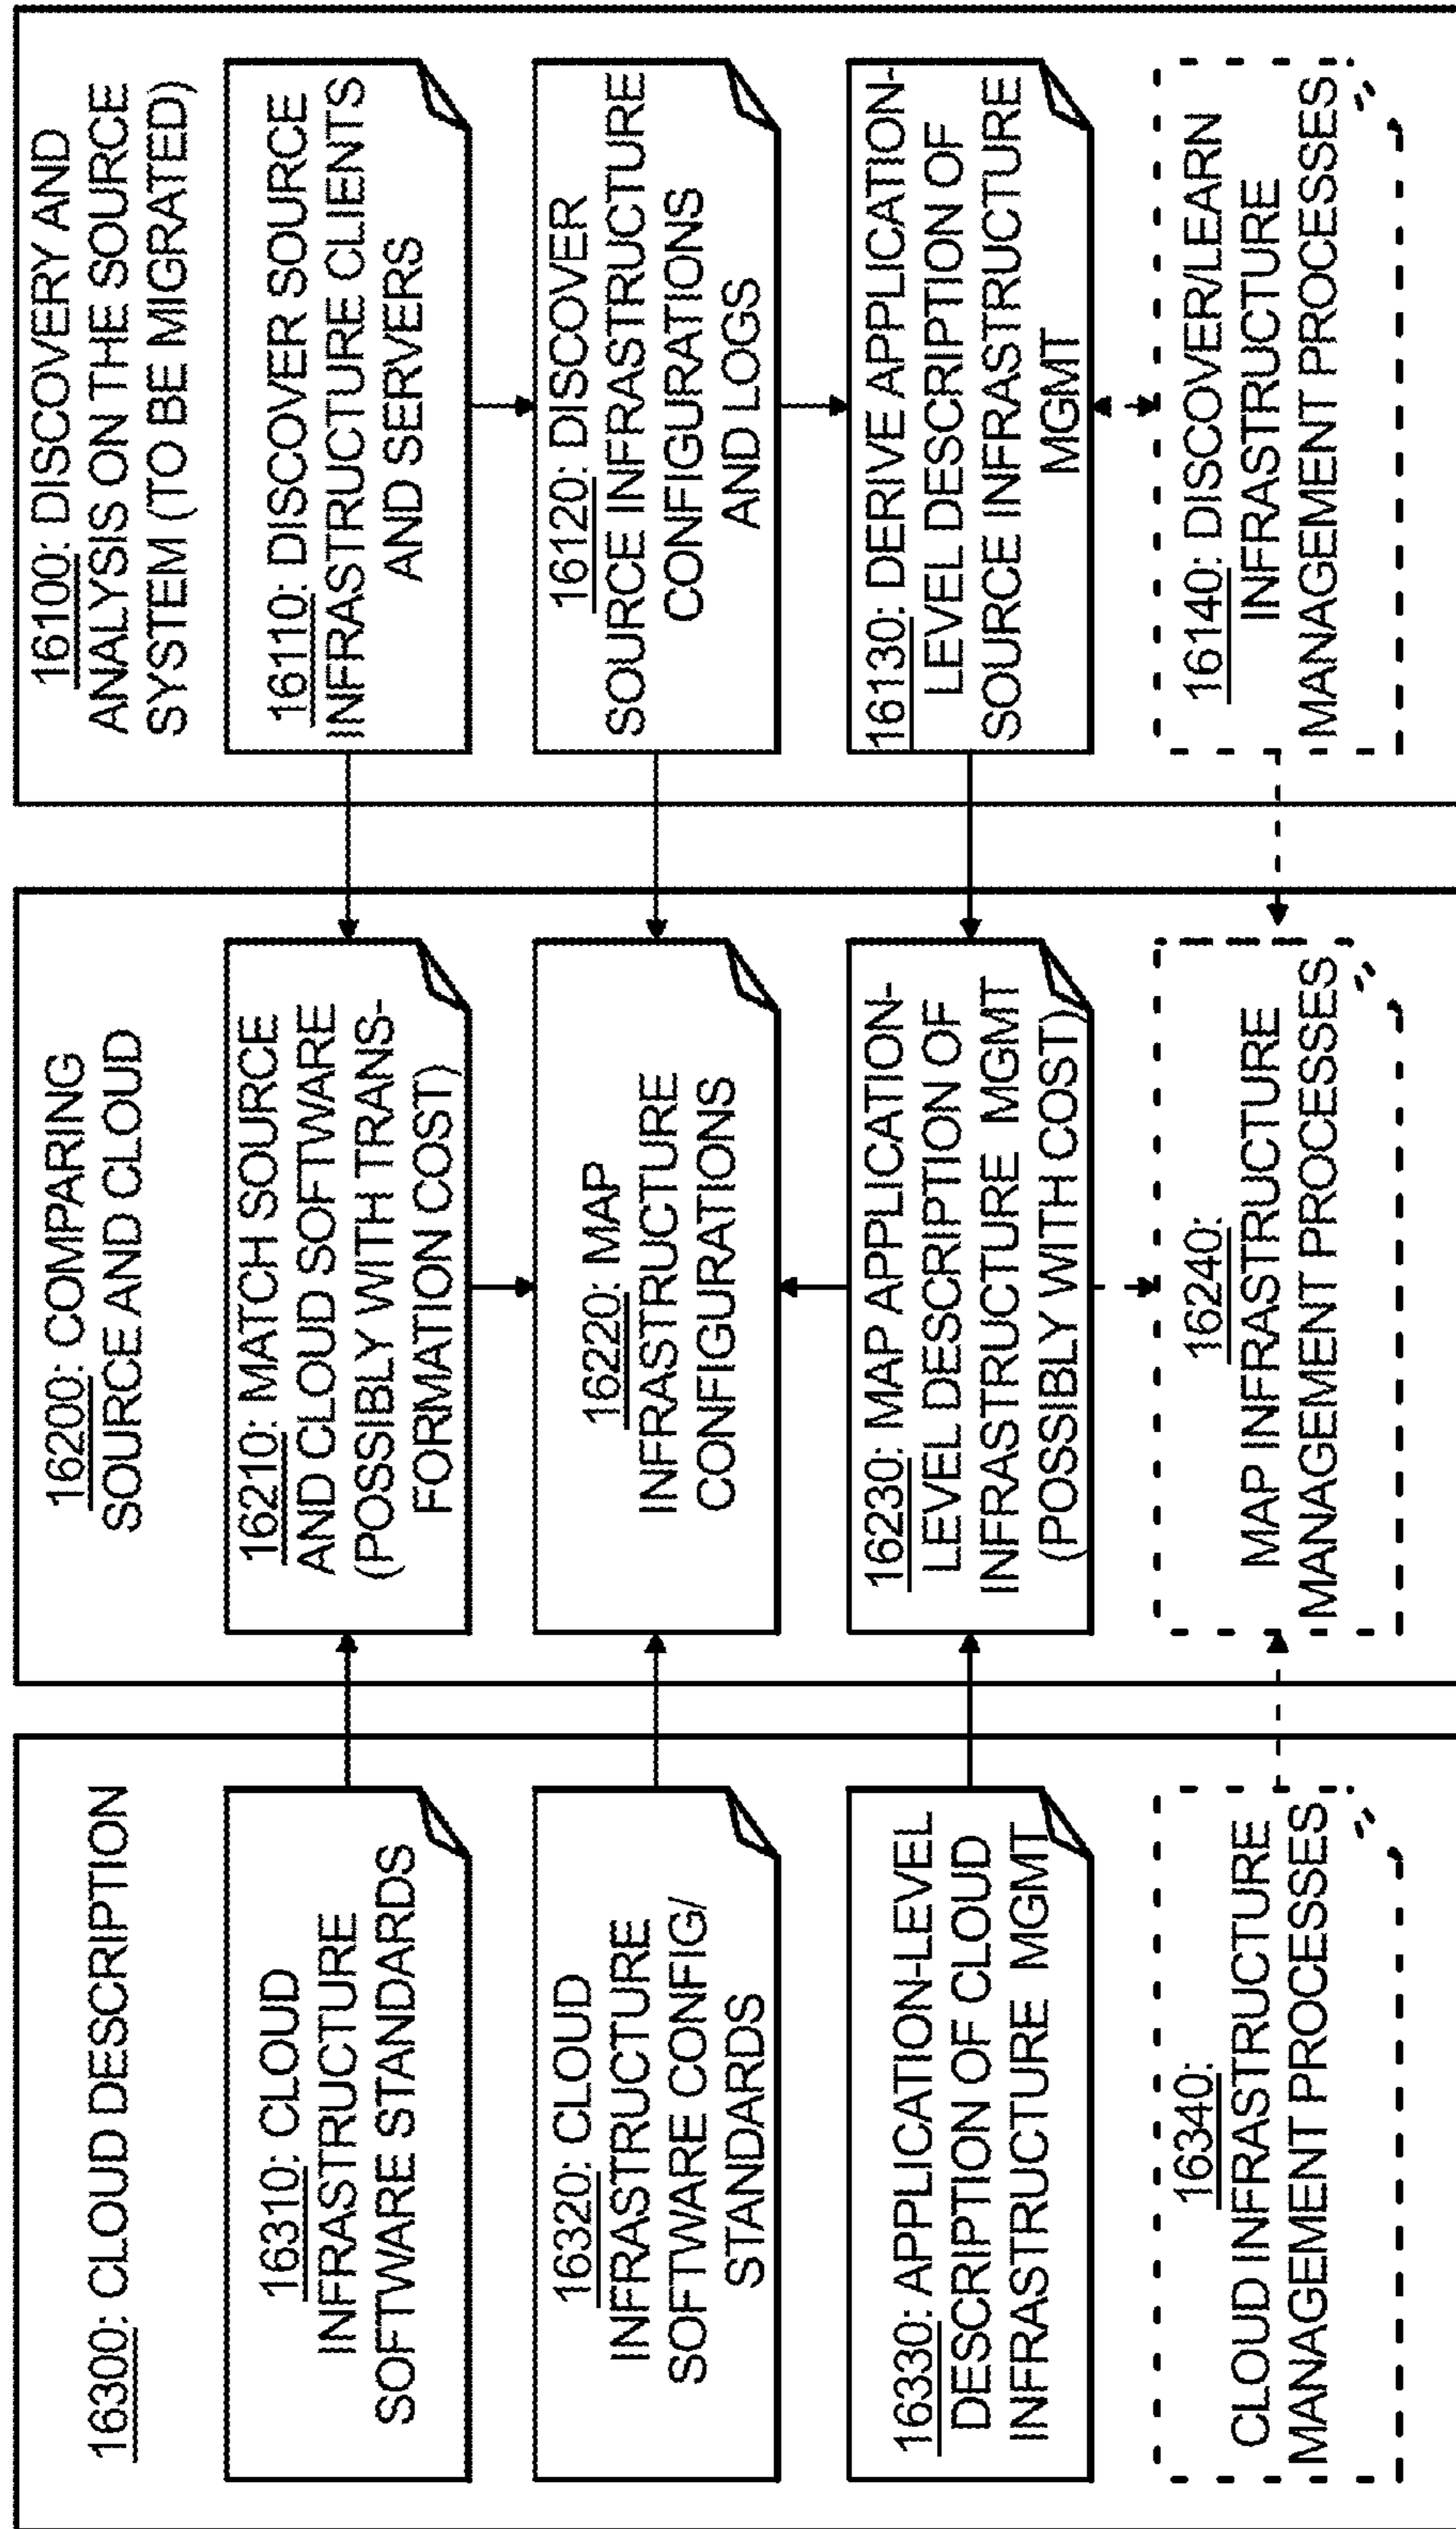 16300: CLOUD DESCRIPTION
16310: CLOUD
INFRASTRUCTURE
SOFTWARE STANDARDS
16320: CLOUD
INFRASTRUCTURE
SOFTWARE CONFIG/
STANDARDS
16330: APPLICATION-LEVEL
DESCRIPTION OF CLOUD
INFRASTRUCTURE MGMT
16340:
CLOUD INFRASTRUCTURE
MANAGEMENT PROCESSES
16200: COMPARING
SOURCE AND CLOUD
16210: MATCH SOURCE
AND CLOUD SOFTWARE
(POSSIBLY WITH TRANS-
FORMATION COST)
16220: MAP
INFRASTRUCTURE
CONFIGURATIONS
16230: MAP APPLICATION-
LEVEL DESCRIPTION OF
INFRASTRUCTURE MGMT
(POSSIBLY WITH COST)
16240:
MAP INFRASTRUCTURE
MANAGEMENT PROCESSES
16100: DISCOVERY AND
ANALYSIS ON THE SOURCE
SYSTEM (TO BE MIGRATED)
16110: DISCOVER SOURCE
INFRASTRUCTURE CLIENTS
AND SERVERS
16120: DISCOVER
SOURCE INFRASTRUCTURE
CONFIGURATIONS
AND LOGS
16130: DERIVE APPLICATION-
LEVEL DESCRIPTION OF
SOURCE INFRASTRUCTURE
MGMT
16140: DISCOVER/LEARN
INFRASTRUCTURE
MANAGEMENT PROCESSES